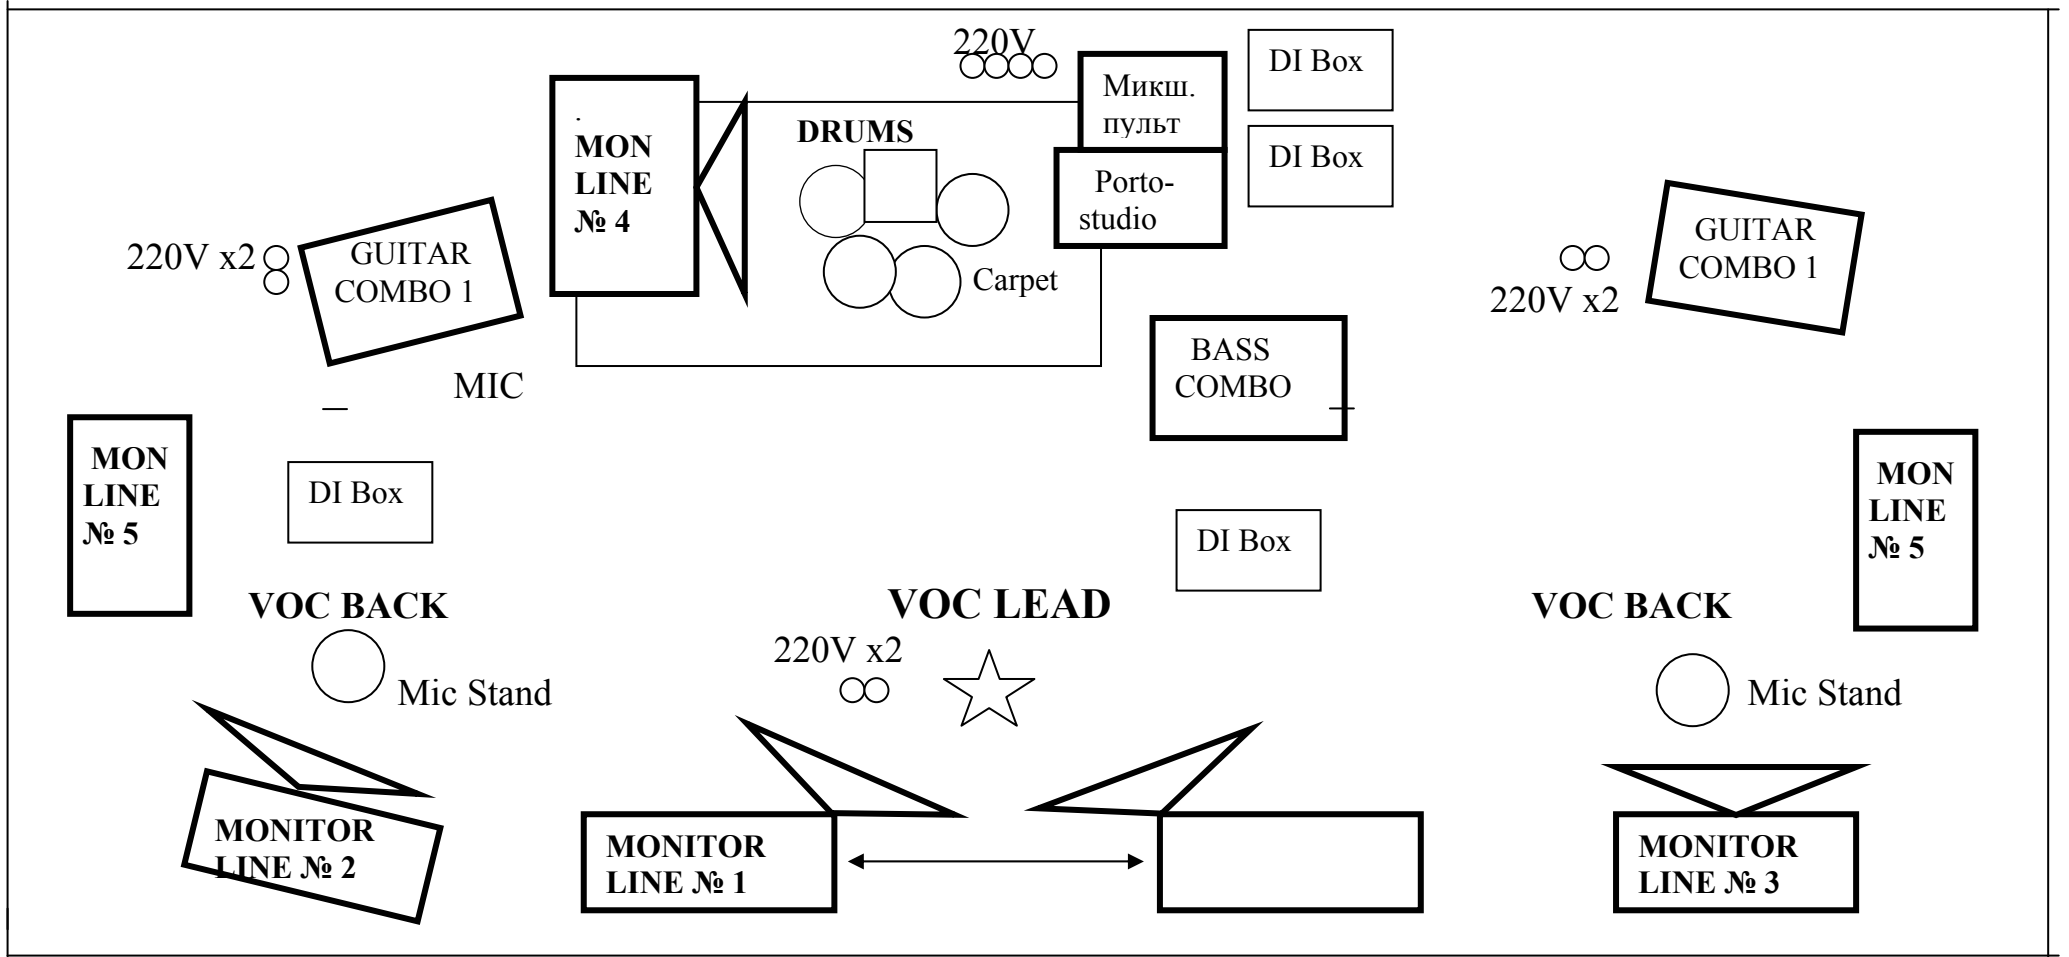 220V
DI Box
Микш.
пульт
.
MON
LINE
№ 4
DRUMS
DI Box
Porto-
studio
GUITAR
COMBO 1
220V x2
GUITAR
COMBO 1
220V x2
Carpet
BASS
COMBO
MIC
MON
LINE
№ 5
DI Box
MON
LINE
№ 5
DI Box
VOC BACK
VOC LEAD
VOC BACK
220V x2
Mic Stand
Mic Stand
MONITOR
LINE № 2
MONITOR
LINE № 1
MONITOR
LINE № 3